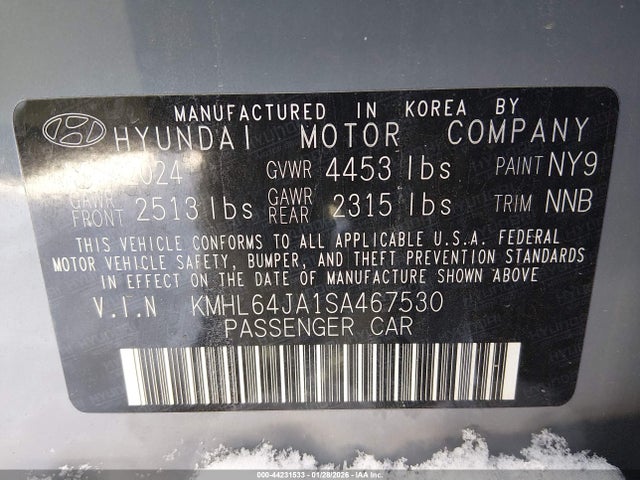 MANUFACTURED IN KOREA BY
HYUNDAI MOTOR COMPANY
2024 GVWR 4453 lbs PAINT NY9
GAWR FRONT 2513 lbs GAWR REAR 2315 lbs TRIM NNB
THIS VEHICLE CONFORMS TO ALL APPLICABLE U.S.A. FEDERAL
MOTOR VEHICLE SAFETY, BUMPER, AND THEFT PREVENTION STANDARDS
IN EFFECT ON THE DATE OF MANUFACTURE SHOWN ABOVE.
V.I.N KMHL64JA1SA467530
PASSENGER CAR
000-44231533 - 01/28/2026 - IAA Inc.